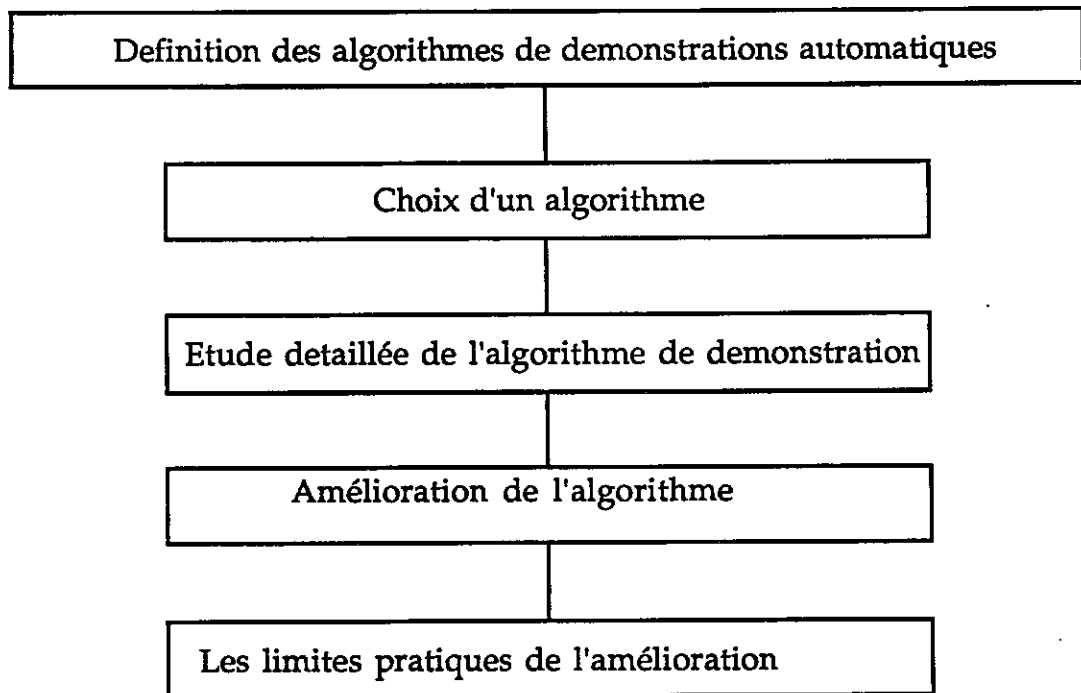 Definition des algorithmes de demonstrations automatiques
Choix d'un algorithme
Etude detaillée de l'algorithme de demonstration
Amélioration de l'algorithme
Les limites pratiques de l'amélioration